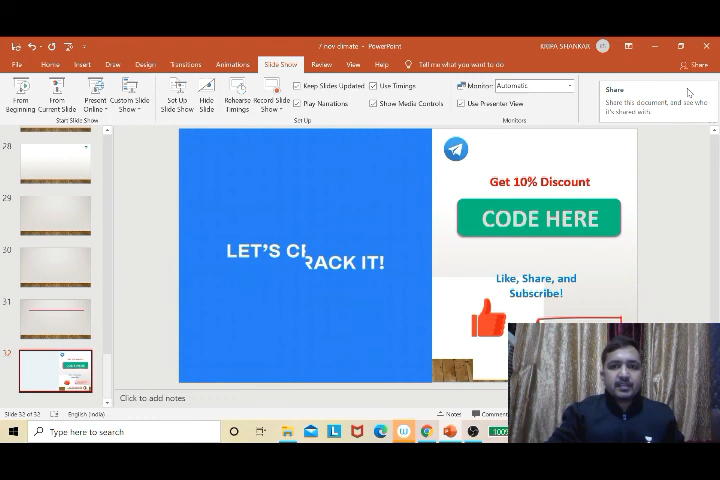 7 nov climate - PowerPoint
KRIPA SHANKAR
File Home Insert Draw Design Transitions Animations Slide Show Review View Help Tell me what you want to do Share
From Beginning
From Current Slide
Present Online
Custom Slide Show
Set Up Slide Show
Hide Slide
Rehearse Timings
Record Slide Show
Keep Slides Updated
Play Narrations
Use Timings
Show Media Controls
Monitor: Automatic
Use Presenter View
Start Slide Show
Set Up
Monitors
Share
Share this document, and see who
it's shared with.
28
29
30
31
32
LET'S CRACK IT!
Get 10% Discount
CODE HERE
Like, Share, and
Subscribe!
Click to add notes
Slide 32 of 32 English (India) Notes
Type here to search
L
100%